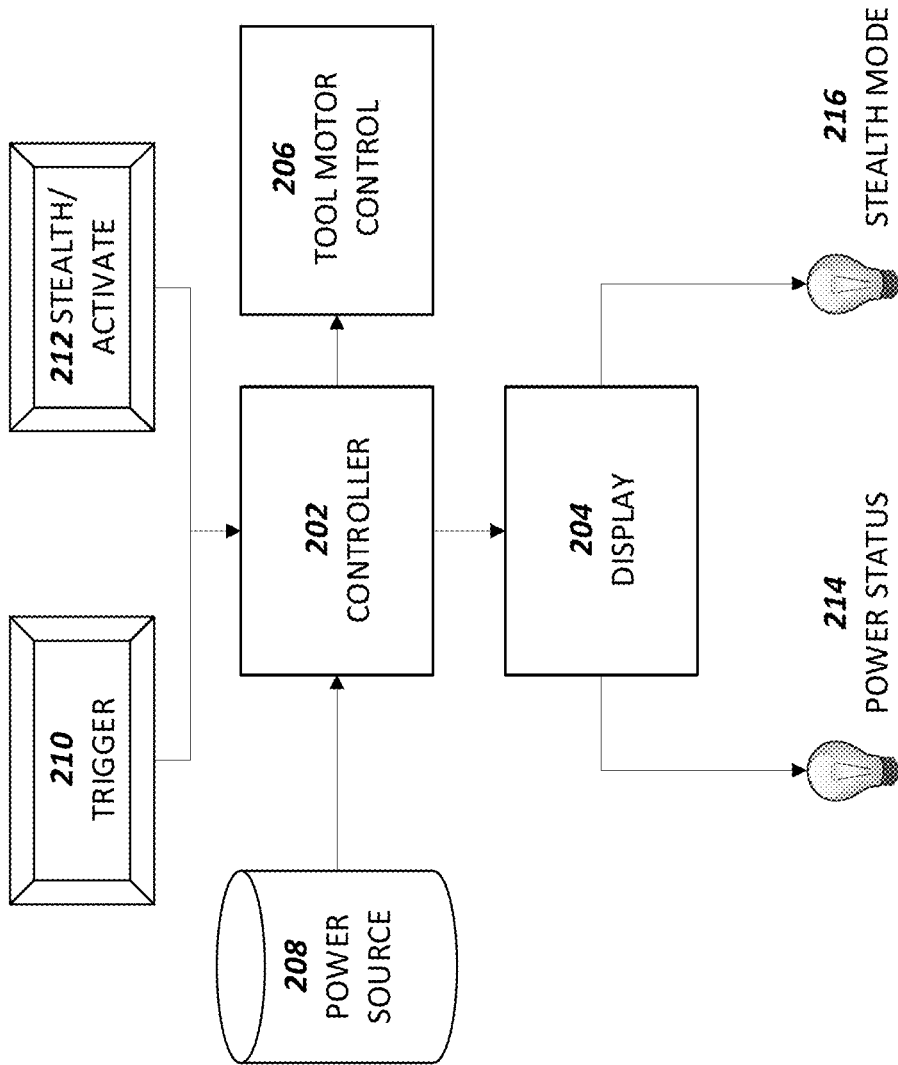 210
TRIGGER
212 STEALTH/
ACTIVATE
208
POWER
SOURCE
202
CONTROLLER
206
TOOL MOTOR
CONTROL
204
DISPLAY
214
POWER STATUS
216
STEALTH MODE